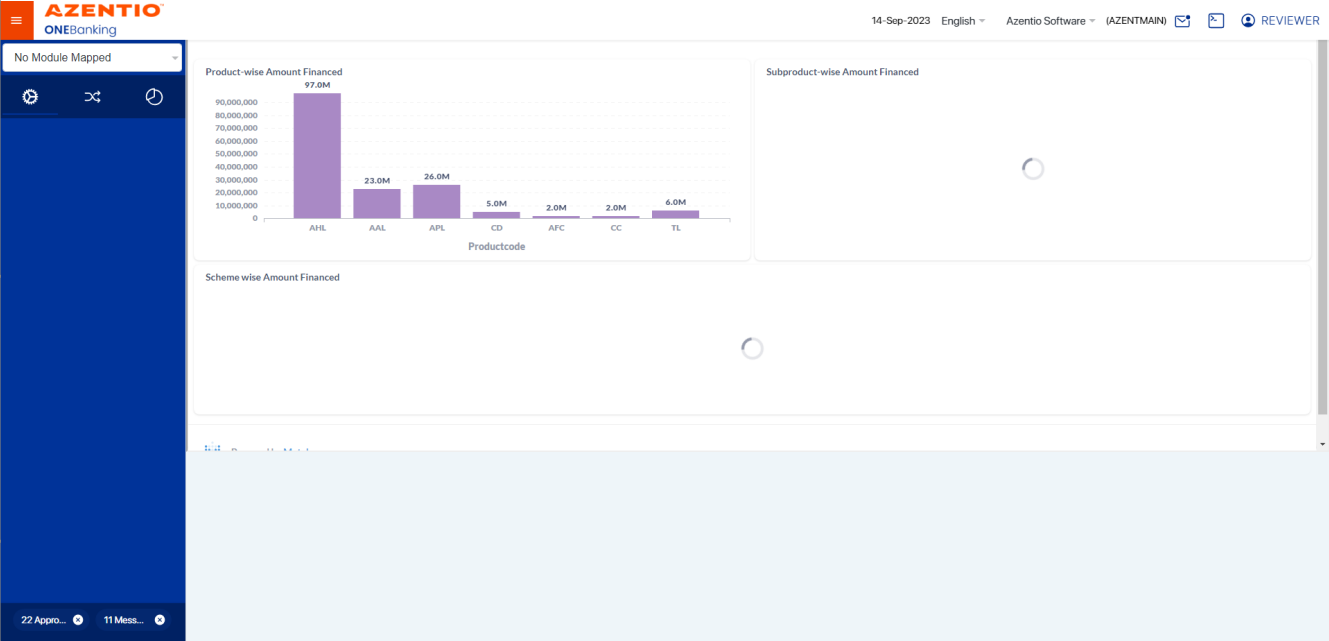 AZENTIO
ONEBanking
14-Sep-2023 English Azentio Software (AZENTMAIN) REVIEWER
No Module Mapped
Product-wise Amount Financed
97.0M
90,000,000
80,000,000
70,000,000
60,000,000
50,000,000
40,000,000
30,000,000
20,000,000
10,000,000
0
23.0M
26.0M
5.0M
2.0M
2.0M
6.0M
AHL AAL APL CD AFC CC TL
Productcode
Subproduct-wise Amount Financed
Scheme wise Amount Financed
22 Appro... 11 Mess...